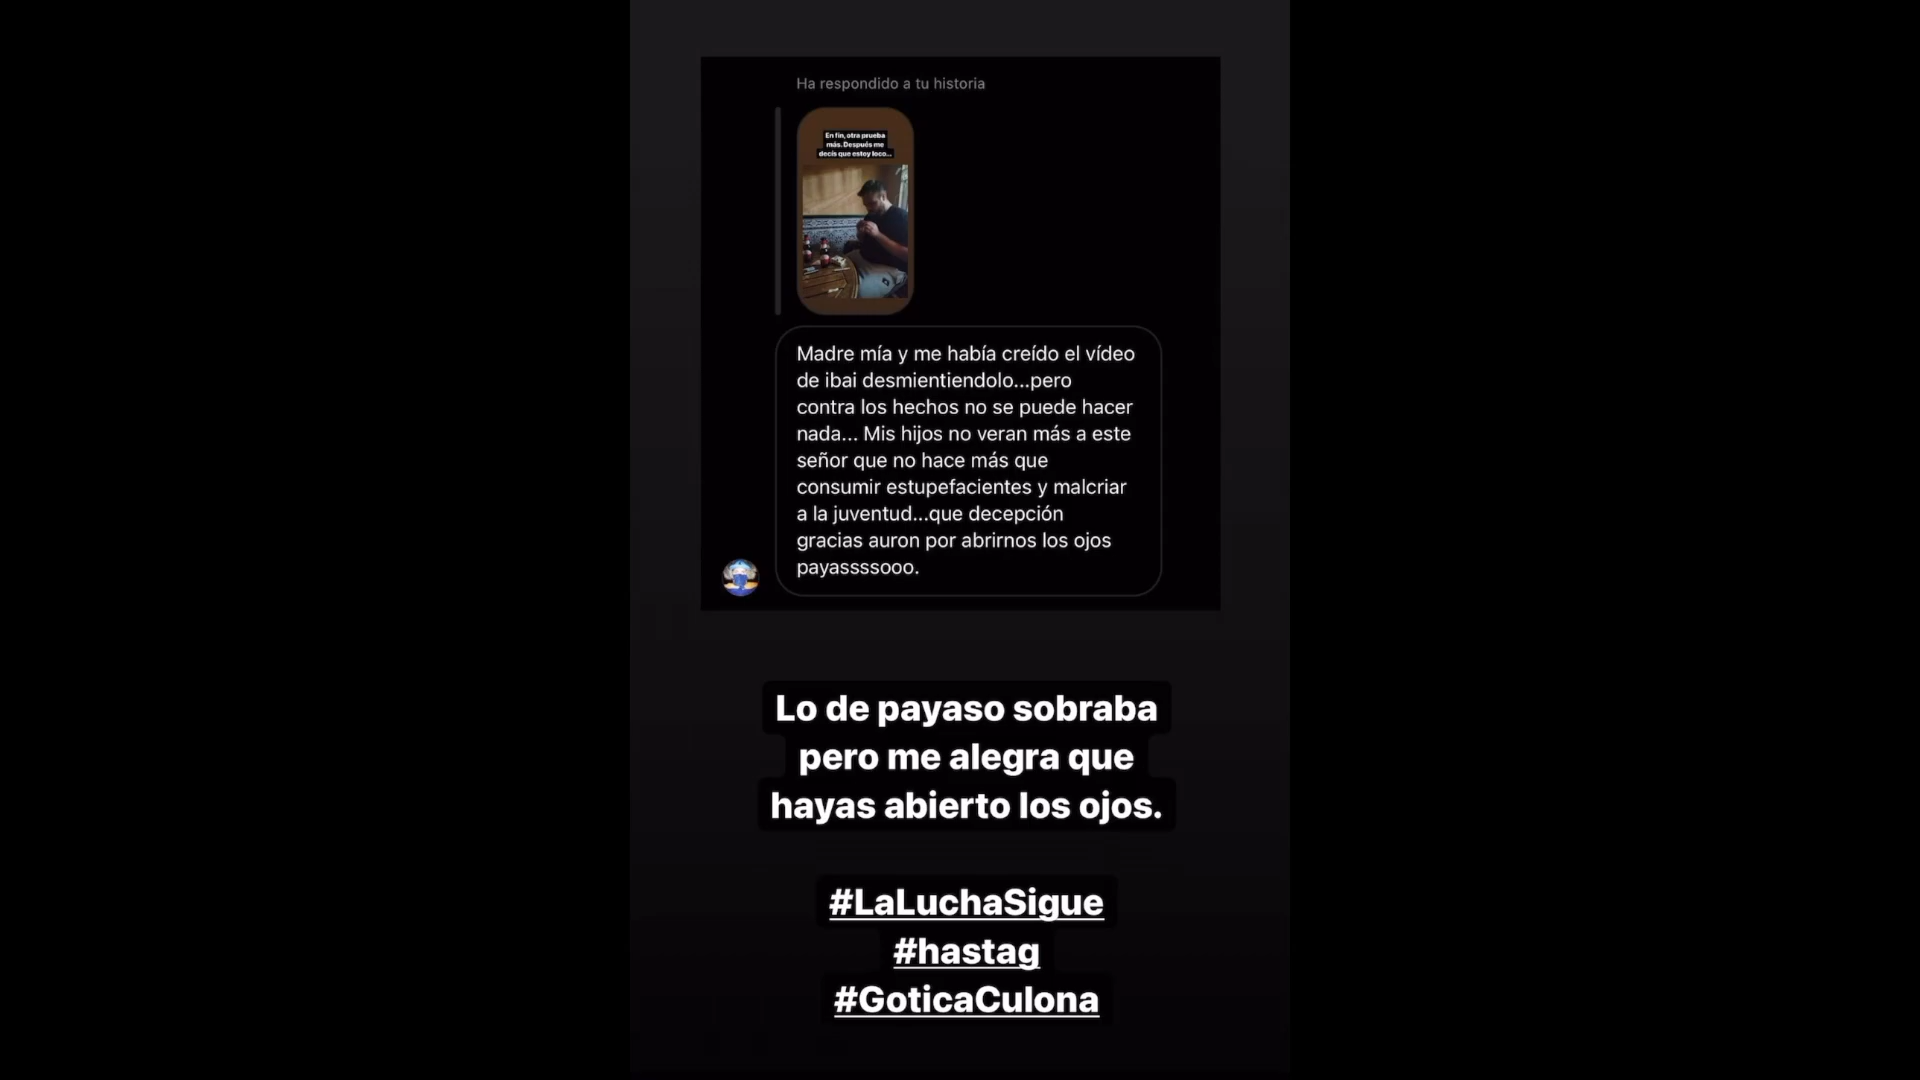 Ha respondido a tu historia
En fin, otra prueba
más. Después me
decís que estoy loco...
Madre mía y me había creído el vídeo
de ibai desmientiendolo...pero
contra los hechos no se puede hacer
nada... Mis hijos no veran más a este
señor que no hace más que
consumir estupefacientes y malcriar
a la juventud...que decepción
gracias auron por abrirnos los ojos
payassssooo.
Lo de payaso sobraba
pero me alegra que
hayas abierto los ojos.
#LaLuchaSigue
#hastag
#GoticaCulona